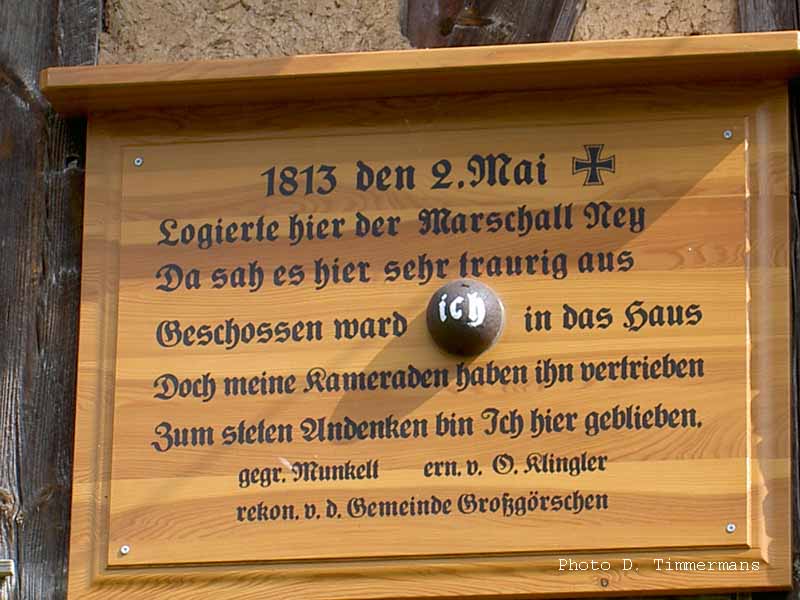 1813 den 2. Mai
Logierte hier der Marschall Ney
Da sah es hier sehr traurig aus
Geschossen ward ich in das Haus
Doch meine Kameraden haben ihn vertrieben
Zum steten Andenken bin Ich hier geblieben.
gegr. Munkelt ern. v. O. Klingler
rekon. v. d. Gemeinde Großgörschen
Photo D. Timmermans